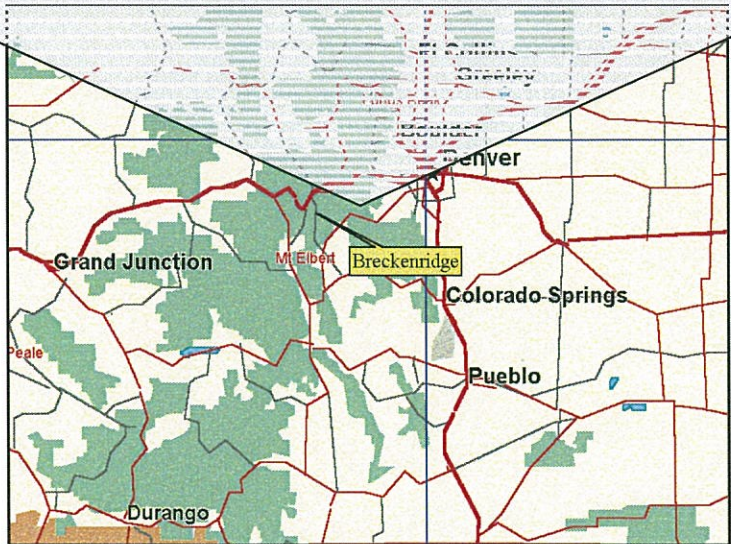 Greeley
Boulder
Denver
Grand Junction
Mt Elbert
Breckenridge
Colorado Springs
Peale
Pueblo
Durango